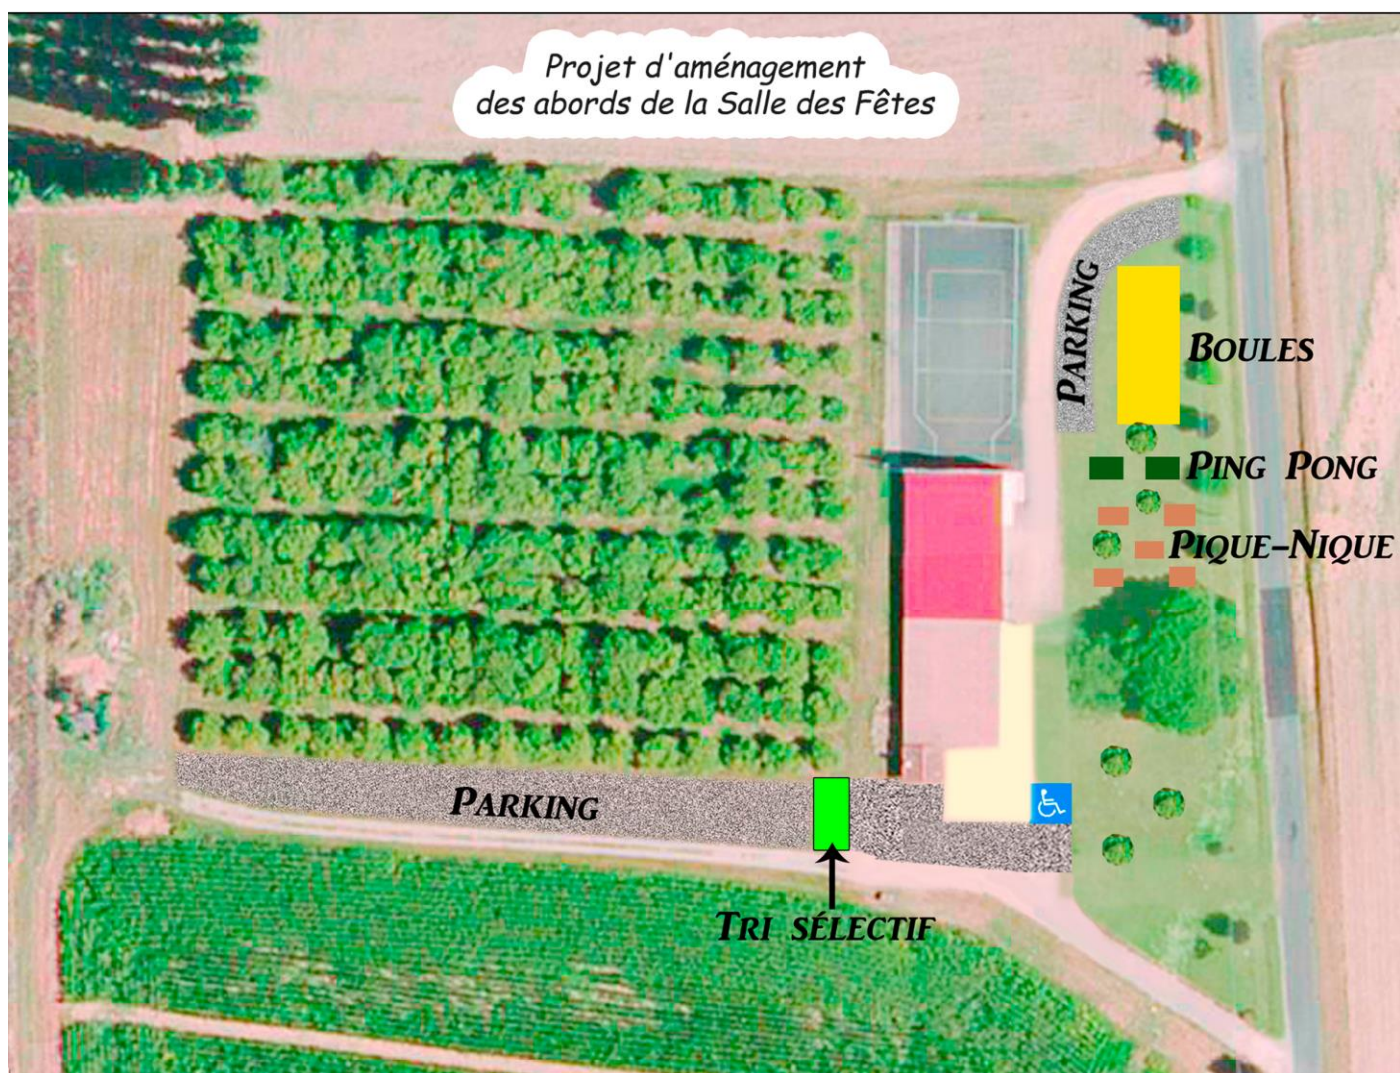 Projet d'aménagement
des abords de la Salle des Fêtes
PARKING
BOULES
PING PONG
PIQUE-NIQUE
PARKING
TRI SÉLECTIF